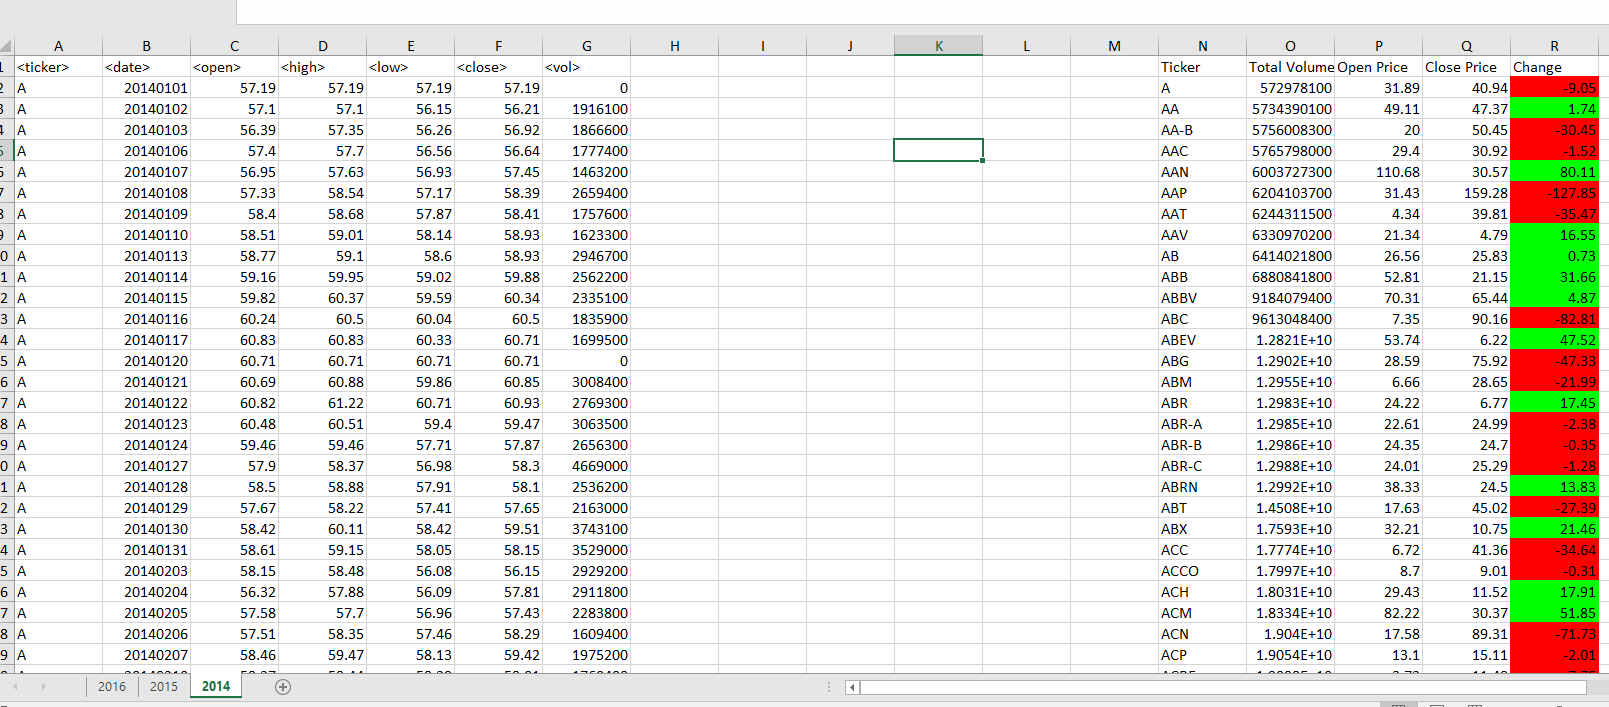 A B C D E F G H I J K L M N O P Q R
1 <ticker> <date> <open> <high> <low> <close> <vol> Ticker Total Volume Open Price Close Price Change
2 A 20140101 57.19 57.19 57.19 57.19 0 A 572978100 31.89 40.94 -9.05
3 A 20140102 57.1 57.1 56.15 56.21 1916100 AA 5734390100 49.11 47.37 1.74
4 A 20140103 56.39 57.35 56.26 56.92 1866600 AA-B 5756008300 20 50.45 -30.45
5 A 20140106 57.4 57.7 56.56 56.64 1777400 AAC 5765798000 29.4 30.92 -1.52
6 A 20140107 56.95 57.63 56.93 57.45 1463200 AAN 6003727300 110.68 30.57 80.11
7 A 20140108 57.33 58.54 57.17 58.39 2659400 AAP 6204103700 31.43 159.28 -127.85
8 A 20140109 58.4 58.68 57.87 58.41 1757600 AAT 6244311500 4.34 39.81 -35.47
9 A 20140110 58.51 59.01 58.14 58.93 1623300 AAV 6330970200 21.34 4.79 16.55
0 A 20140113 58.77 59.1 58.6 58.93 2946700 AB 6414021800 26.56 25.83 0.73
1 A 20140114 59.16 59.95 59.02 59.88 2562200 ABB 6880841800 52.81 21.15 31.66
2 A 20140115 59.82 60.37 59.59 60.34 2335100 ABBV 9184079400 70.31 65.44 4.87
3 A 20140116 60.24 60.5 60.04 60.5 1835900 ABC 9613048400 7.35 90.16 -82.81
4 A 20140117 60.83 60.83 60.33 60.71 1699500 ABEV 1.2821E+10 53.74 6.22 47.52
5 A 20140120 60.71 60.71 60.71 60.71 0 ABG 1.2902E+10 28.59 75.92 -47.33
6 A 20140121 60.69 60.88 59.86 60.85 3008400 ABM 1.2955E+10 6.66 28.65 -21.99
7 A 20140122 60.82 61.22 60.71 60.93 2769300 ABR 1.2983E+10 24.22 6.77 17.45
8 A 20140123 60.48 60.51 59.4 59.47 3063500 ABR-A 1.2985E+10 22.61 24.99 -2.38
9 A 20140124 59.46 59.46 57.71 57.87 2656300 ABR-B 1.2986E+10 24.35 24.7 -0.35
0 A 20140127 57.9 58.37 56.98 58.3 4669000 ABR-C 1.2988E+10 24.01 25.29 -1.28
1 A 20140128 58.5 58.88 57.91 58.1 2536200 ABRN 1.2992E+10 38.33 24.5 13.83
2 A 20140129 57.67 58.22 57.41 57.65 2163000 ABT 1.4508E+10 17.63 45.02 -27.39
3 A 20140130 58.42 60.11 58.42 59.51 3743100 ABX 1.7593E+10 32.21 10.75 21.46
4 A 20140131 58.61 59.15 58.05 58.15 3529000 ACC 1.7774E+10 6.72 41.36 -34.64
5 A 20140203 58.15 58.48 56.08 56.15 2929200 ACCO 1.7997E+10 8.7 9.01 -0.31
6 A 20140204 56.32 57.88 56.09 57.81 2911800 ACH 1.8031E+10 29.43 11.52 17.91
7 A 20140205 57.58 57.7 56.96 57.43 2283800 ACM 1.8334E+10 82.22 30.37 51.85
8 A 20140206 57.51 58.35 57.46 58.29 1609400 ACN 1.904E+10 17.58 89.31 -71.73
9 A 20140207 58.46 59.47 58.13 59.42 1975200 ACP 1.9054E+10 13.1 15.11 -2.01
2016 2015 2014